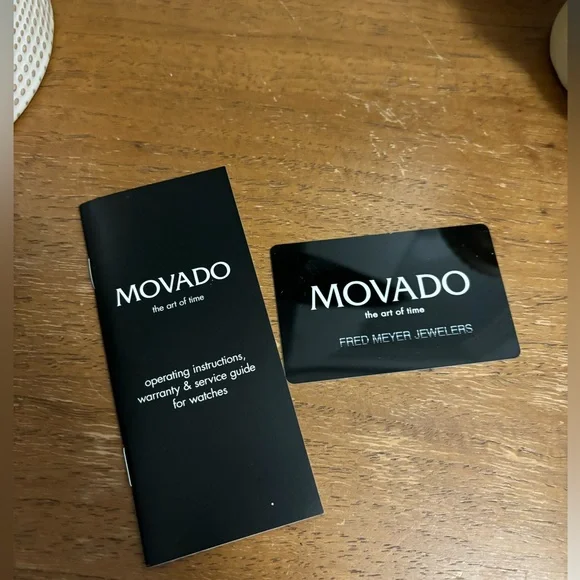 MOVADO
the art of time
operating instructions,
warranty & service guide
for watches
MOVADO
the art of time
FRED MEYER JEWELERS